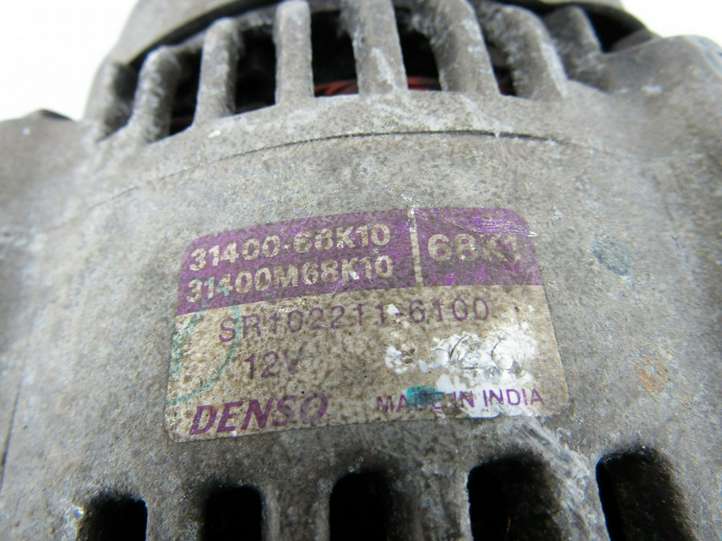 31400-68K10
31400M68K10
68K1
SR102211-6100
12V
DENSO MADE IN INDIA